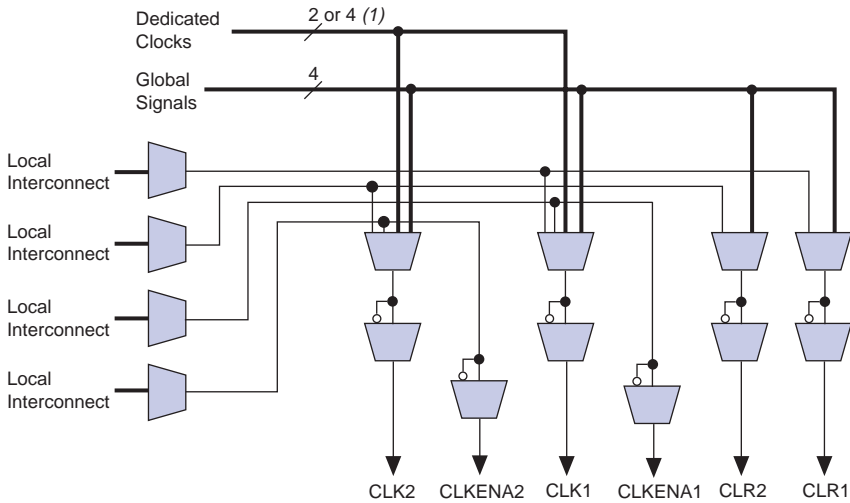 Dedicated
Clocks
2 or 4 (1)
Global
Signals
4
Local
Interconnect
Local
Interconnect
Local
Interconnect
Local
Interconnect
CLK2
CLKENA2
CLK1
CLKENA1
CLR2
CLR1